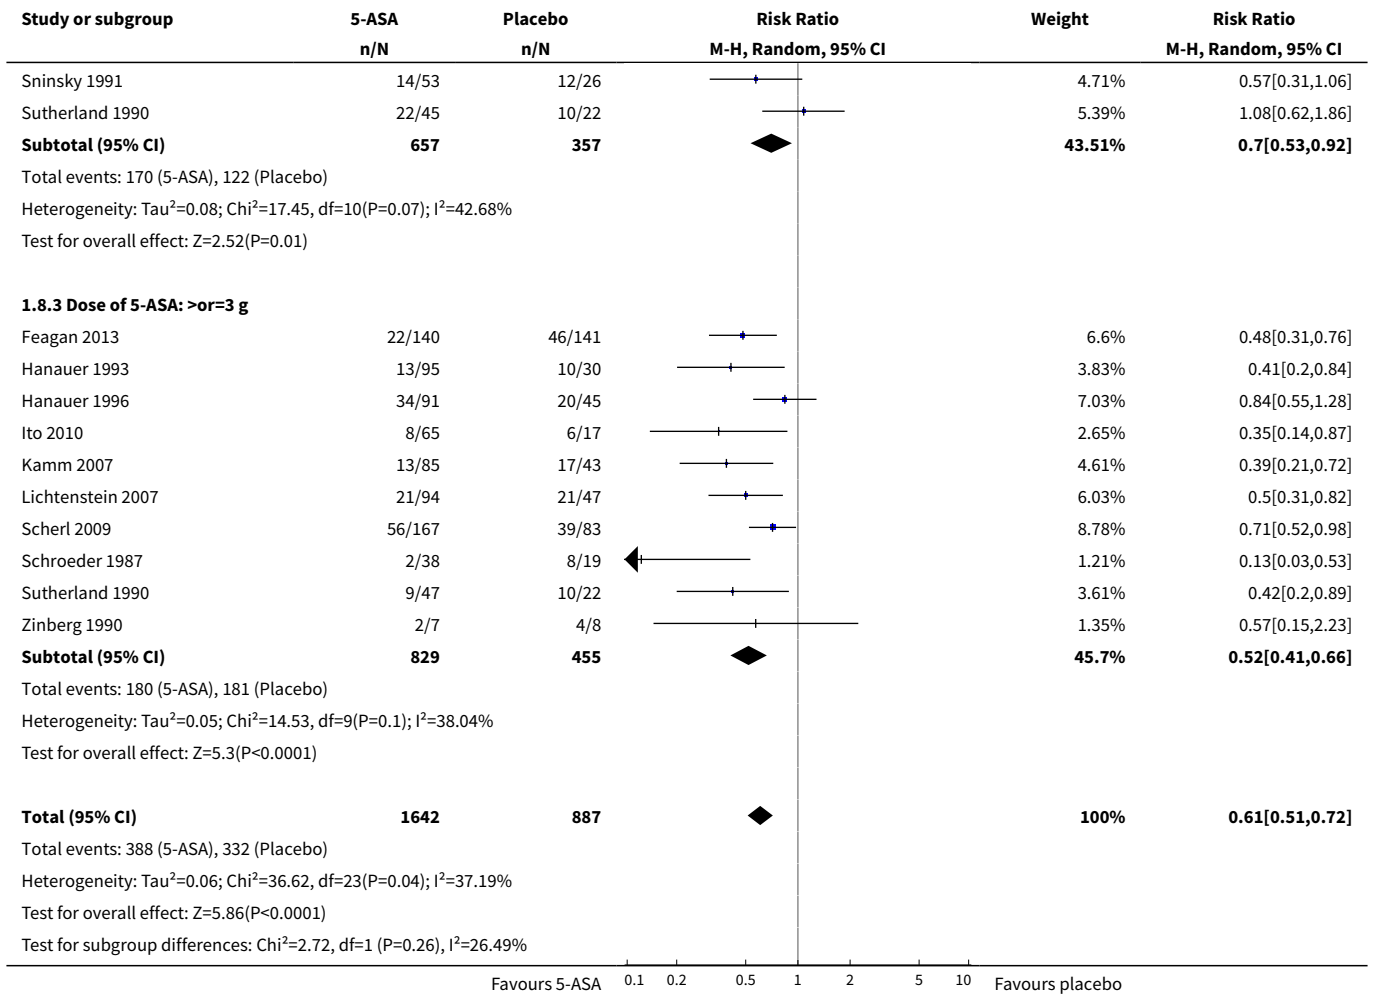 Study or subgroup 5-ASA Placebo Risk Ratio Weight Risk Ratio
n/N n/N M-H, Random, 95% CI M-H, Random, 95% CI
Sninsky 1991 14/53 12/26 4.71% 0.57[0.31,1.06]
Sutherland 1990 22/45 10/22 5.39% 1.08[0.62,1.86]
Subtotal (95% CI) 657 357 43.51% 0.7[0.53,0.92]
Total events: 170 (5-ASA), 122 (Placebo)
Heterogeneity: Tau²=0.08; Chi²=17.45, df=10(P=0.07); I²=42.68%
Test for overall effect: Z=2.52(P=0.01)
1.8.3 Dose of 5-ASA: >or=3 g
Feagan 2013 22/140 46/141 6.6% 0.48[0.31,0.76]
Hanauer 1993 13/95 10/30 3.83% 0.41[0.2,0.84]
Hanauer 1996 34/91 20/45 7.03% 0.84[0.55,1.28]
Ito 2010 8/65 6/17 2.65% 0.35[0.14,0.87]
Kamm 2007 13/85 17/43 4.61% 0.39[0.21,0.72]
Lichtenstein 2007 21/94 21/47 6.03% 0.5[0.31,0.82]
Scherl 2009 56/167 39/83 8.78% 0.71[0.52,0.98]
Schroeder 1987 2/38 8/19 1.21% 0.13[0.03,0.53]
Sutherland 1990 9/47 10/22 3.61% 0.42[0.2,0.89]
Zinberg 1990 2/7 4/8 1.35% 0.57[0.15,2.23]
Subtotal (95% CI) 829 455 45.7% 0.52[0.41,0.66]
Total events: 180 (5-ASA), 181 (Placebo)
Heterogeneity: Tau²=0.05; Chi²=14.53, df=9(P=0.1); I²=38.04%
Test for overall effect: Z=5.3(P<0.0001)
Total (95% CI) 1642 887 100% 0.61[0.51,0.72]
Total events: 388 (5-ASA), 332 (Placebo)
Heterogeneity: Tau²=0.06; Chi²=36.62, df=23(P=0.04); I²=37.19%
Test for overall effect: Z=5.86(P<0.0001)
Test for subgroup differences: Chi²=2.72, df=1 (P=0.26), I²=26.49%
Favours 5-ASA 0.1 0.2 0.5 1 2 5 10 Favours placebo